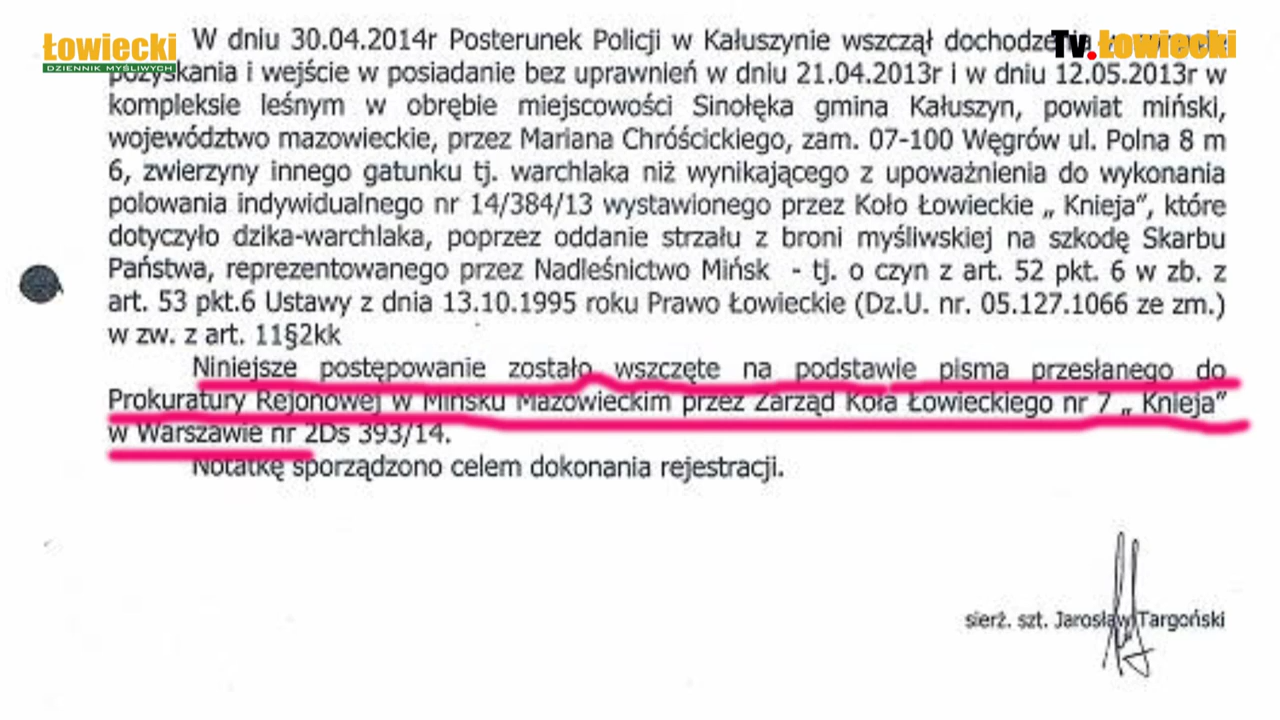 Łowiecki
DZIENNIK MYŚLIWYCH
Tv.Łowiecki
W dniu 30.04.2014r Posterunek Policji w Kałuszynie wszczął
pozyskania i wejście w posiadanie bez uprawnień w dniu 21.04.2013r i w dniu 12.05.2013r w
kompleksie leśnym w obrębie miejscowości Sinołęka gmina Kałuszyn, powiat miński,
województwo mazowieckie, przez Mariana Chróścickiego, zam. 07-100 Węgrów ul. Polna 8 m
6, zwierzyny innego gatunku tj. warchlaka niż wynikającego z upoważnienia do wykonania
polowania indywidualnego nr 14/384/13 wystawionego przez Koło Łowieckie „ Knieja”, które
dotyczyło dzika-warchlaka, poprzez oddanie strzału z broni myśliwskiej na szkodę Skarbu
Państwa, reprezentowanego przez Nadleśnictwo Mińsk - tj. o czyn z art. 52 pkt. 6 w zb. z
art. 53 pkt.6 Ustawy z dnia 13.10.1995 roku Prawo Łowieckie (Dz.U. nr. 05.127.1066 ze zm.)
w zw. z art. 11§2kk
Niniejsze postępowanie zostało wszczęte na podstawie pisma przesłanego do
Prokuratury Rejonowej w Mińsku Mazowieckim przez Zarząd Koła Łowieckiego nr 7 „ Knieja”
w Warszawie nr 2Ds 393/14.
Notatkę sporządzono celem dokonania rejestracji.
sierż. szt. Jarosław Targoński